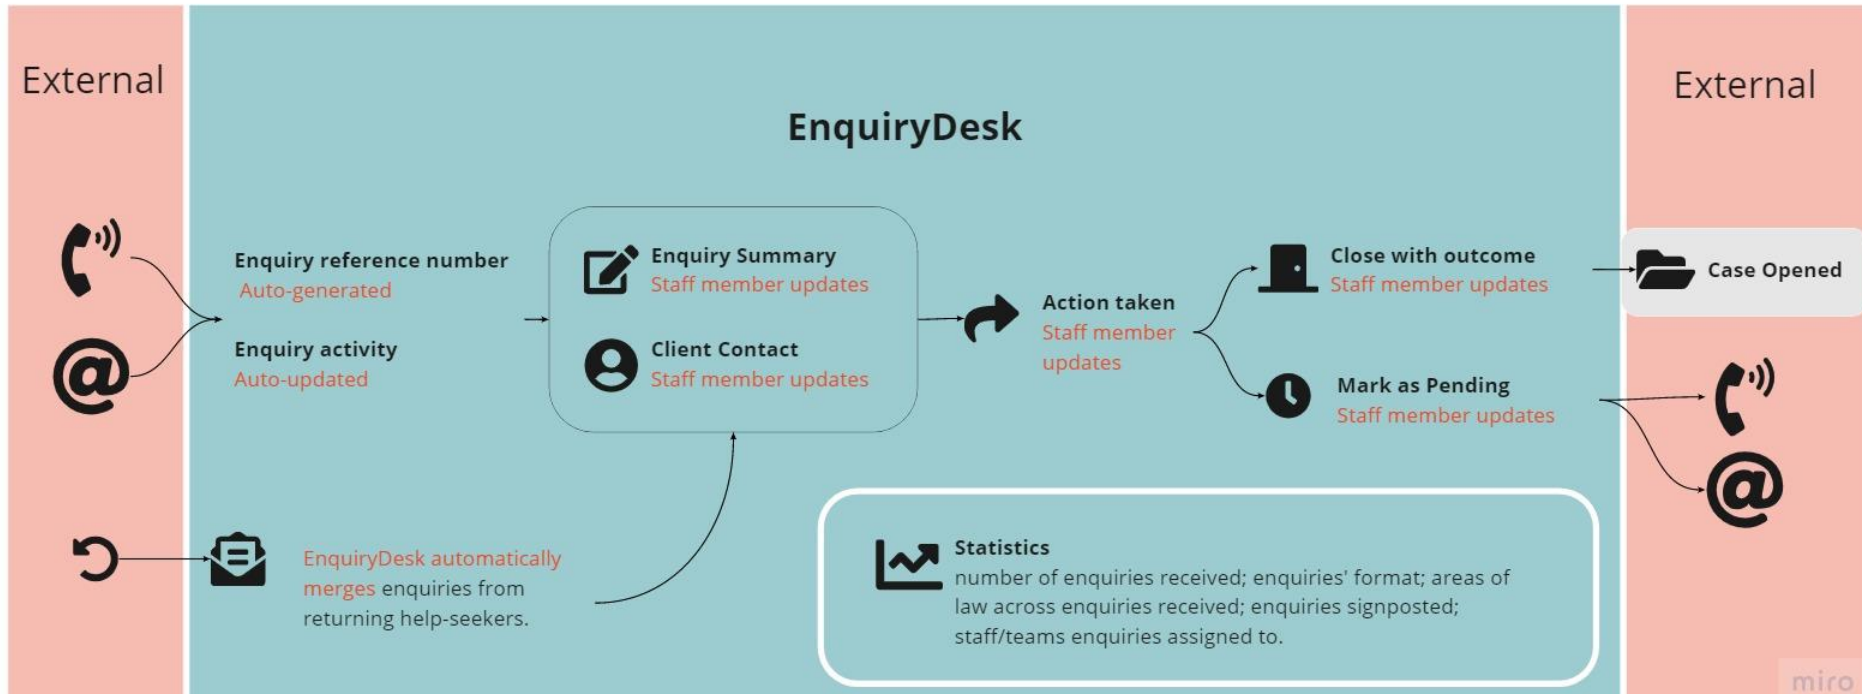 External
EnquiryDesk
External
Enquiry reference number
Auto-generated
Enquiry activity
Auto-updated
Enquiry Summary
Staff member updates
Client Contact
Staff member updates
Action taken
Staff member
updates
Close with outcome
Staff member updates
Mark as Pending
Staff member updates
Case Opened
EnquiryDesk automatically
merges enquiries from
returning help-seekers.
Statistics
number of enquiries received; enquiries' format; areas of
law across enquiries received; enquiries signposted;
staff/teams enquiries assigned to.
miro